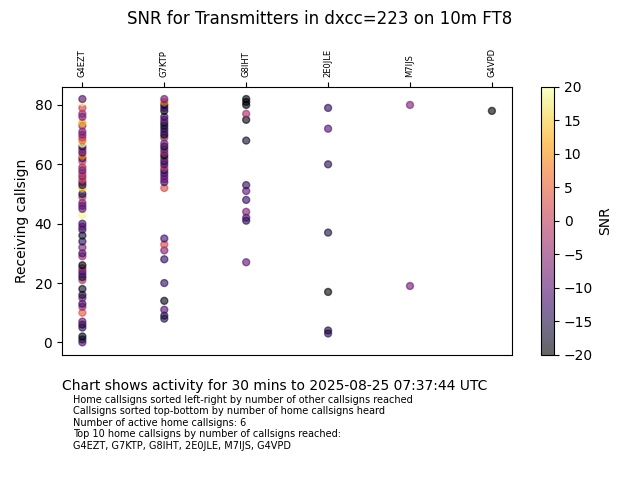 SNR for Transmitters in dxcc=223 on 10m FT8
G4EZT
G7KTP
G8IHT
2E0JLE
M7IJS
G4VPD
80
60
40
20
0
Receiving callsign
20
15
10
5
0
−5
−10
−15
−20
SNR
Chart shows activity for 30 mins to 2025-08-25 07:37:44 UTC
Home callsigns sorted left-right by number of other callsigns reached
Callsigns sorted top-bottom by number of home callsigns heard
Number of active home callsigns: 6
Top 10 home callsigns by number of callsigns reached:
G4EZT, G7KTP, G8IHT, 2E0JLE, M7IJS, G4VPD